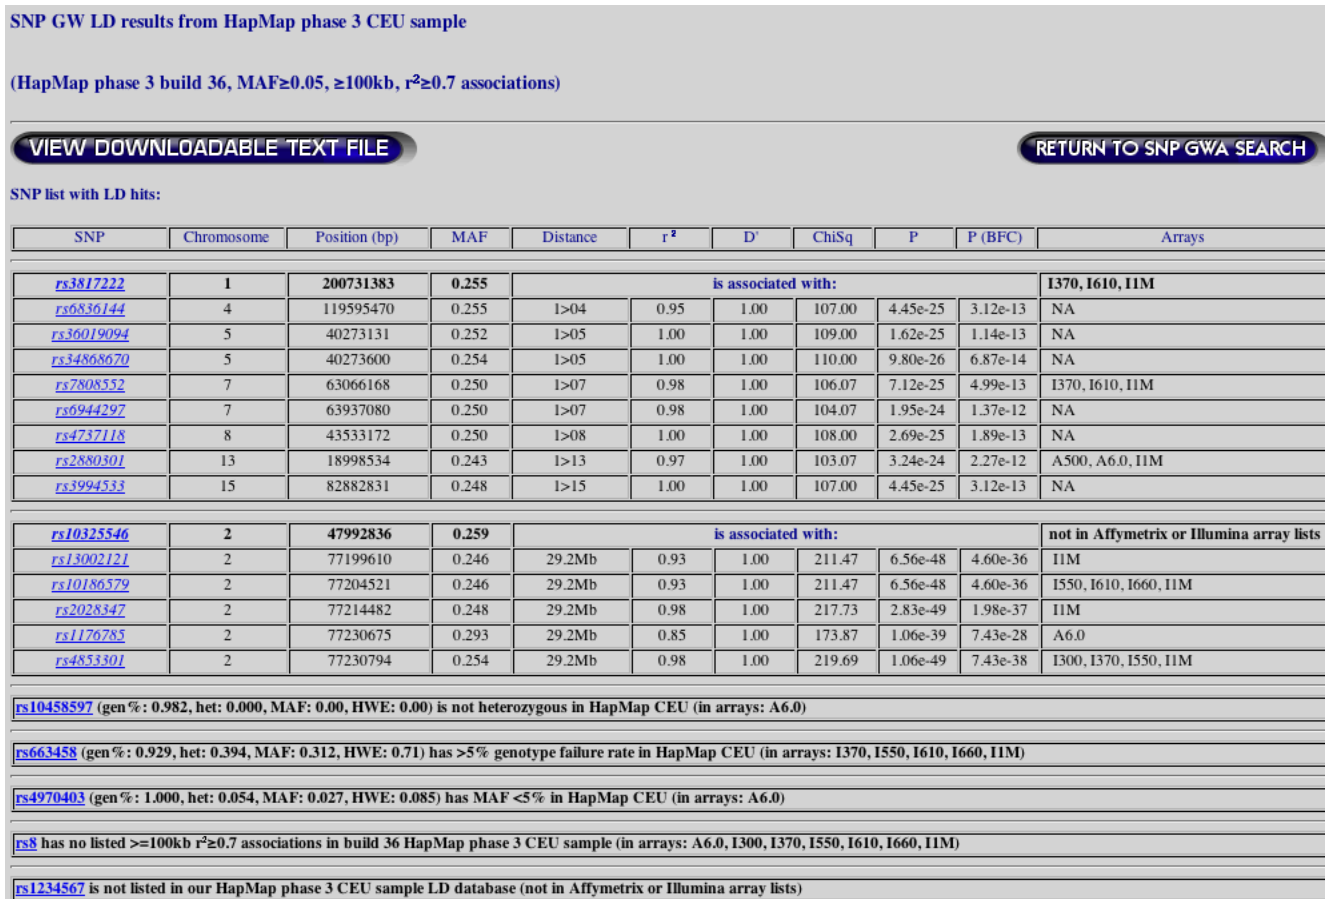 SNP GW LD results from HapMap phase 3 CEU sample
(HapMap phase 3 build 36, MAF≥0.05, ≥100kb, r²≥0.7 associations)
VIEW DOWNLOADABLE TEXT FILE RETURN TO SNP GWA SEARCH
SNP list with LD hits:
SNP Chromosome Position (bp) MAF Distance r² D' ChiSq P P (BFC) Arrays
rs3817222 1 200731383 0.255 is associated with: I370, I610, I1M
rs6836144 4 119595470 0.255 1>04 0.95 1.00 107.00 4.45e-25 3.12e-13 NA
rs36019094 5 40273131 0.252 1>05 1.00 1.00 109.00 1.62e-25 1.14e-13 NA
rs34868670 5 40273600 0.254 1>05 1.00 1.00 110.00 9.80e-26 6.87e-14 NA
rs7808552 7 63066168 0.250 1>07 0.98 1.00 106.07 7.12e-25 4.99e-13 I370, I610, I1M
rs6944297 7 63937080 0.250 1>07 0.98 1.00 104.07 1.95e-24 1.37e-12 NA
rs4737118 8 43533172 0.250 1>08 1.00 1.00 108.00 2.69e-25 1.89e-13 NA
rs2880301 13 18998534 0.243 1>13 0.97 1.00 103.07 3.24e-24 2.27e-12 A500, A6.0, I1M
rs3994533 15 82882831 0.248 1>15 1.00 1.00 107.00 4.45e-25 3.12e-13 NA
rs10325546 2 47992836 0.259 is associated with: not in Affymetrix or Illumina array lists
rs13002121 2 77199610 0.246 29.2Mb 0.93 1.00 211.47 6.56e-48 4.60e-36 I1M
rs10186579 2 77204521 0.246 29.2Mb 0.93 1.00 211.47 6.56e-48 4.60e-36 I550, I610, I660, I1M
rs2028347 2 77214482 0.248 29.2Mb 0.98 1.00 217.73 2.83e-49 1.98e-37 I1M
rs1176785 2 77230675 0.293 29.2Mb 0.85 1.00 173.87 1.06e-39 7.43e-28 A6.0
rs4853301 2 77230794 0.254 29.2Mb 0.98 1.00 219.69 1.06e-49 7.43e-38 I300, I370, I550, I1M
rs10458597 (gen%: 0.982, het: 0.000, MAF: 0.00, HWE: 0.00) is not heterozygous in HapMap CEU (in arrays: A6.0)
rs663458 (gen%: 0.929, het: 0.394, MAF: 0.312, HWE: 0.71) has >5% genotype failure rate in HapMap CEU (in arrays: I370, I550, I610, I660, I1M)
rs4970403 (gen%: 1.000, het: 0.054, MAF: 0.027, HWE: 0.085) has MAF <5% in HapMap CEU (in arrays: A6.0)
rs8 has no listed >=100kb r²≥0.7 associations in build 36 HapMap phase 3 CEU sample (in arrays: A6.0, I300, I370, I550, I610, I660, I1M)
rs1234567 is not listed in our HapMap phase 3 CEU sample LD database (not in Affymetrix or Illumina array lists)